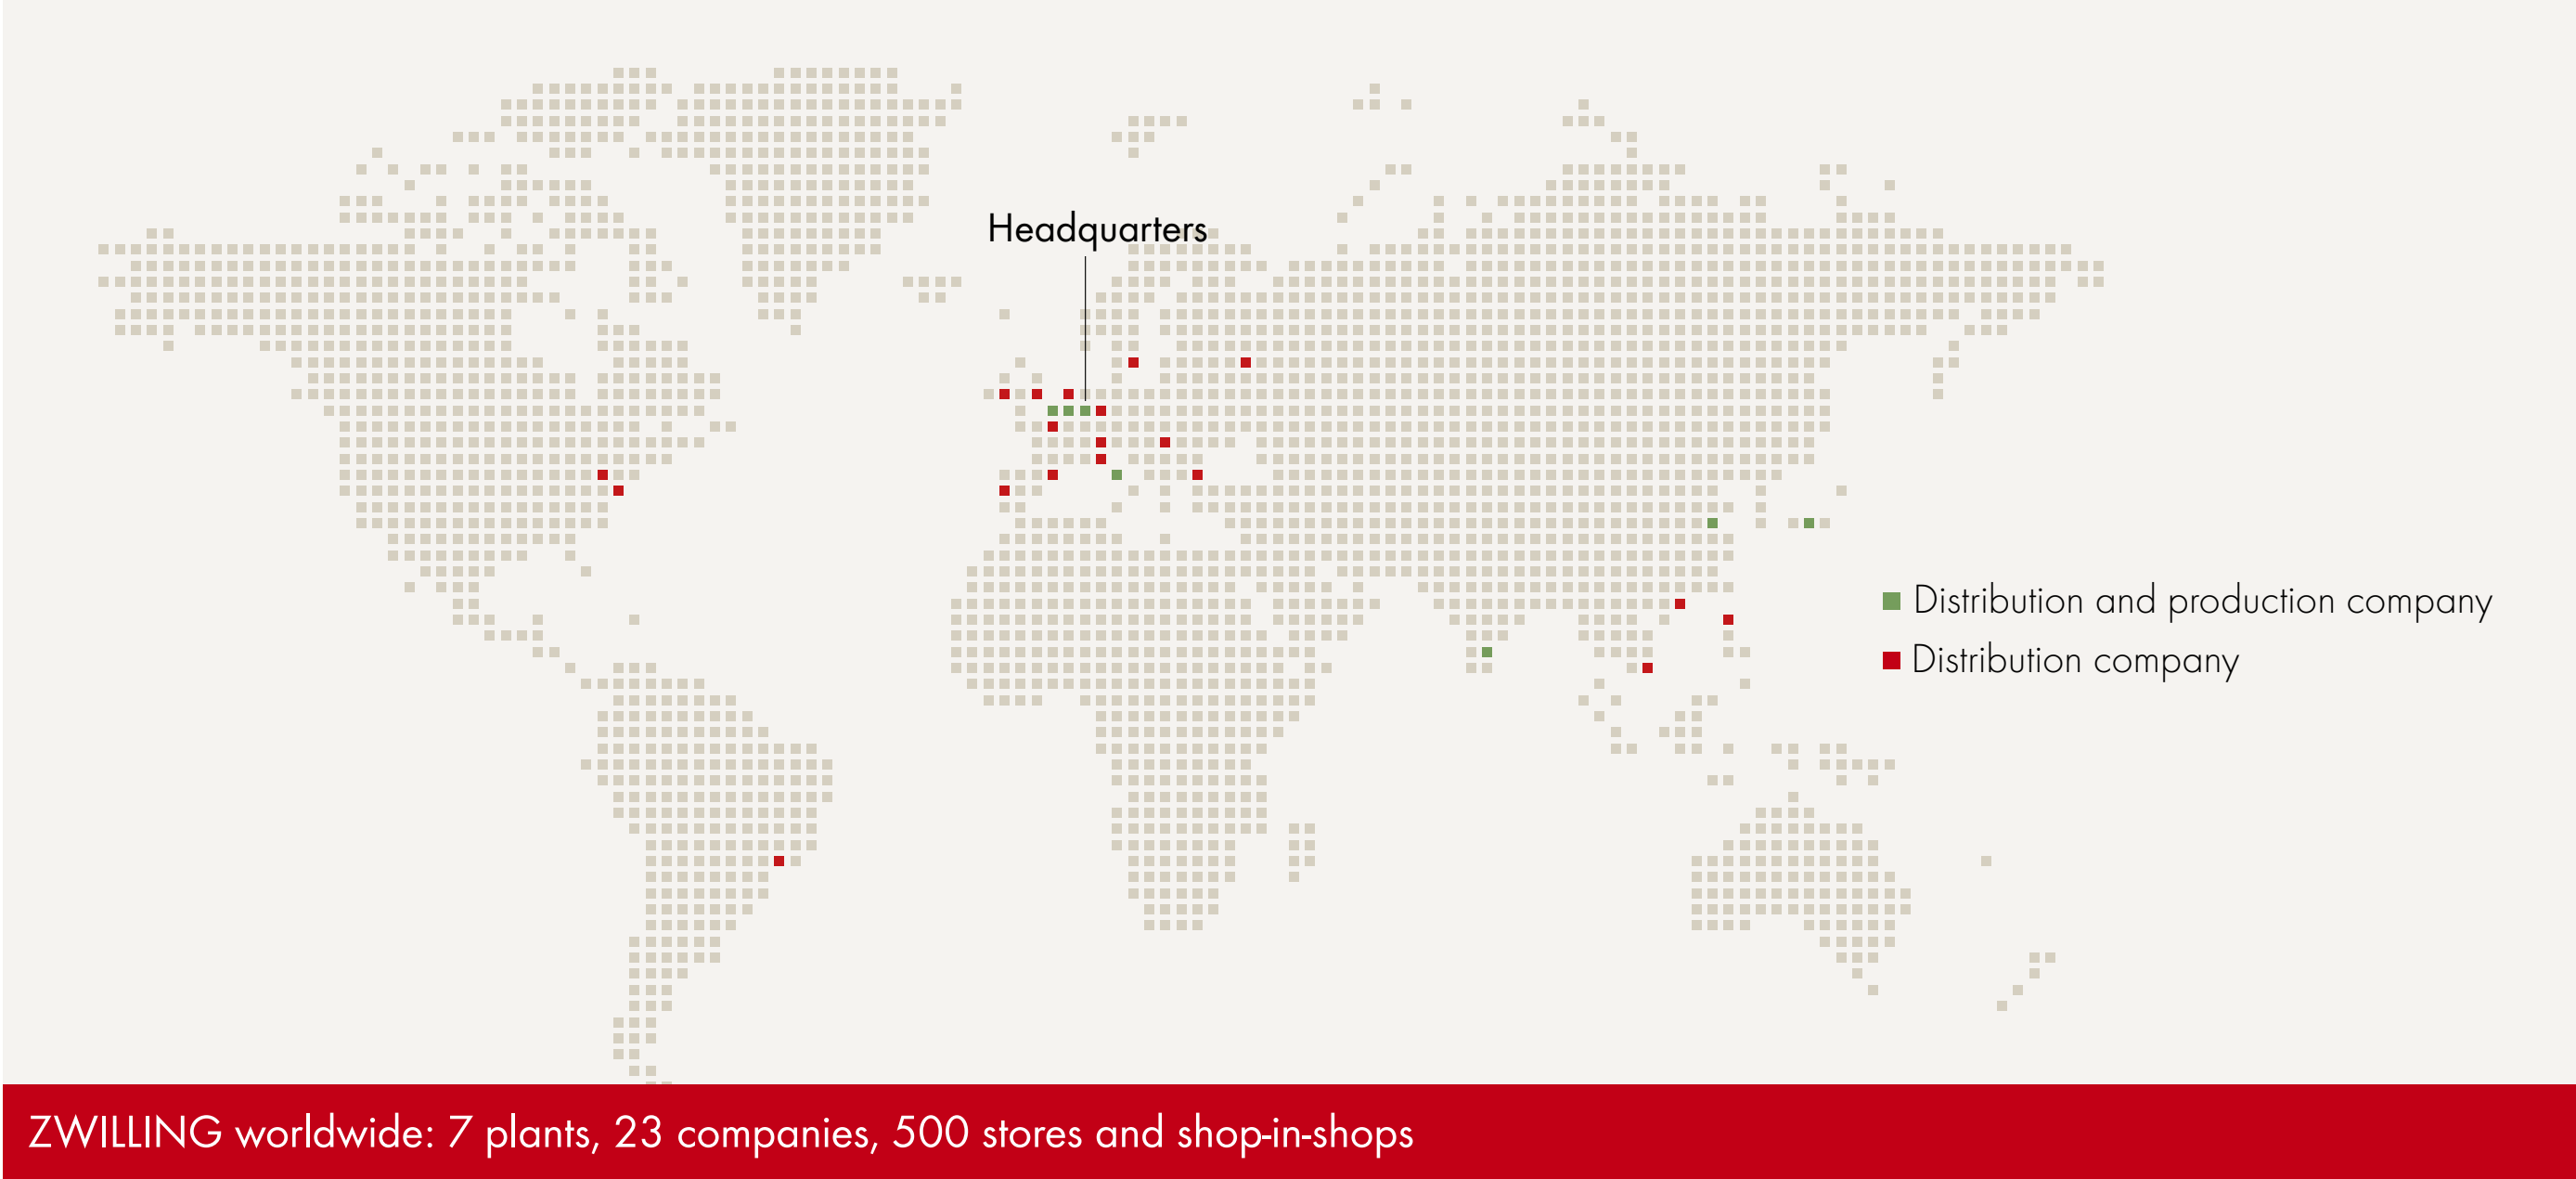 Headquarters
Distribution and production company
Distribution company
ZWILLING worldwide: 7 plants, 23 companies, 500 stores and shop-in-shops